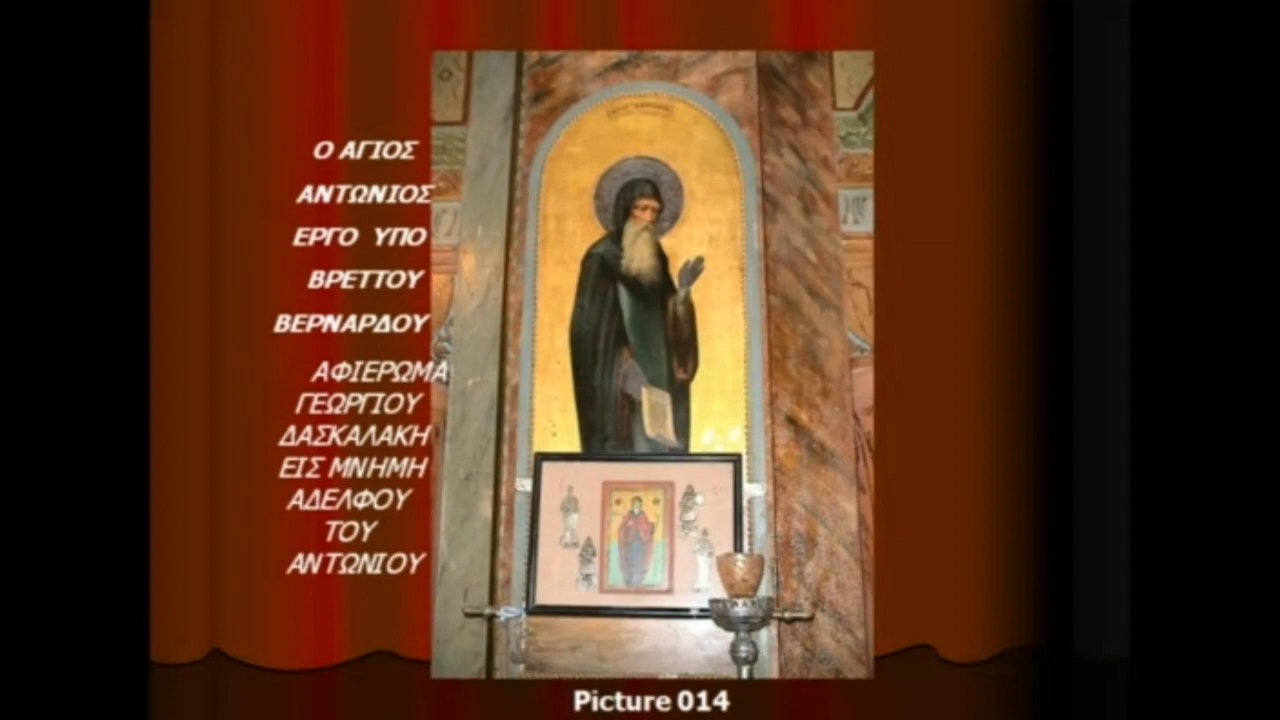 Ο ΑΓΙΟΣ
ΑΝΤΩΝΙΟΣ
ΕΡΓΟ ΥΠΟ
ΒΡΕΤΤΟΥ
ΒΕΡΝΑΡΔΟΥ
ΑΦΙΕΡΩΜΑ
ΓΕΩΡΓΙΟΥ
ΔΑΣΚΑΛΑΚΗ
ΕΙΣ ΜΝΗΜΗ
ΑΔΕΛΦΟΥ
ΤΟΥ
ΑΝΤΩΝΙΟΥ
Picture 014